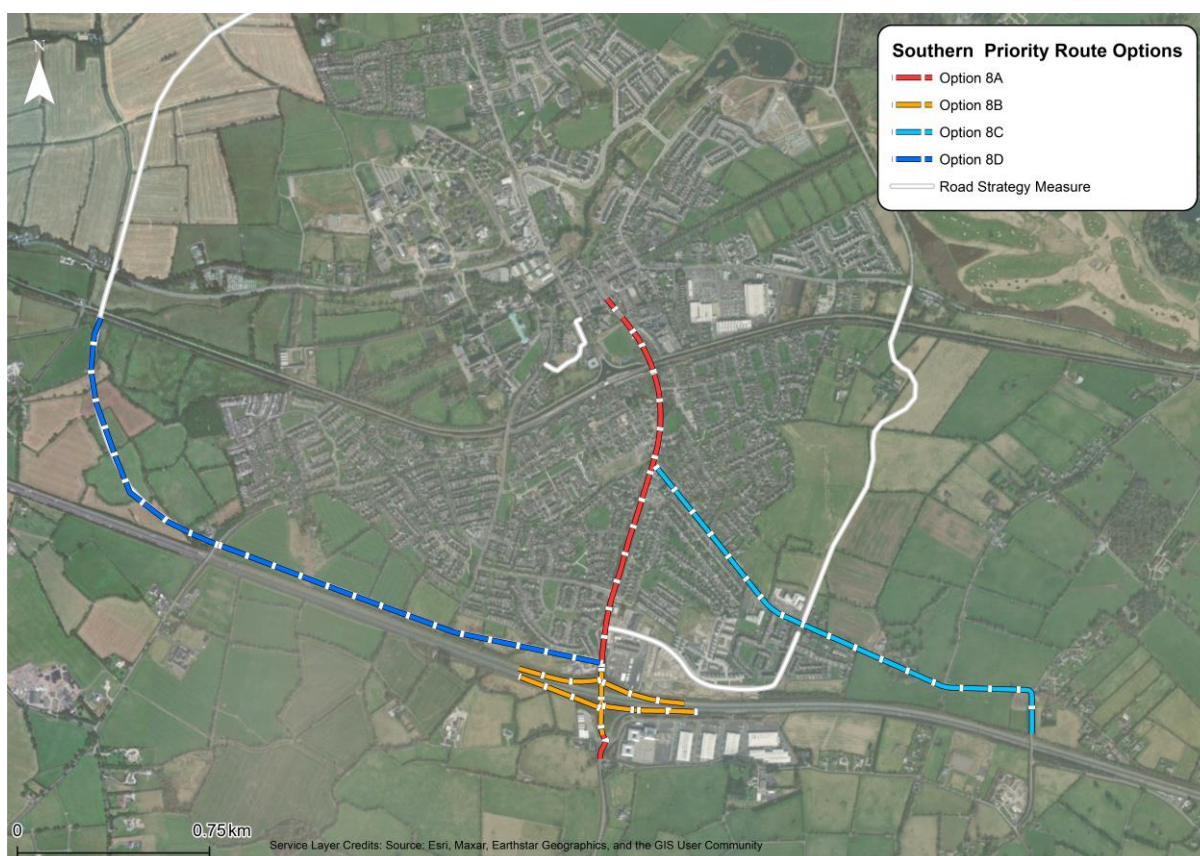 N
Southern Priority Route Options
Option 8A
Option 8B
Option 8C
Option 8D
Road Strategy Measure
0 0.75 km
Service Layer Credits: Source: Esri, Maxar, Earthstar Geographics, and the GIS User Community